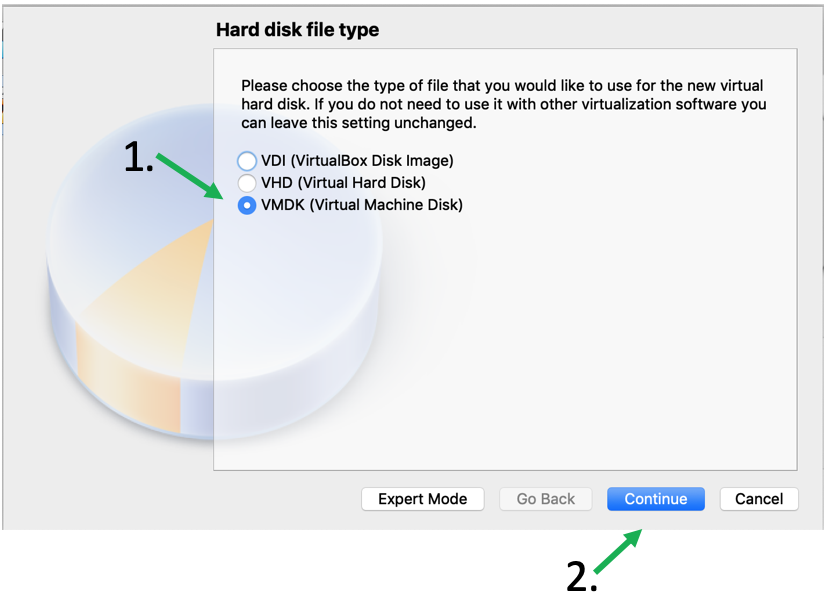 Hard disk file type
Please choose the type of file that you would like to use for the new virtual
hard disk. If you do not need to use it with other virtualization software you
can leave this setting unchanged.
1.
VDI (VirtualBox Disk Image)
VHD (Virtual Hard Disk)
VMDK (Virtual Machine Disk)
Expert Mode Go Back Continue Cancel
2.